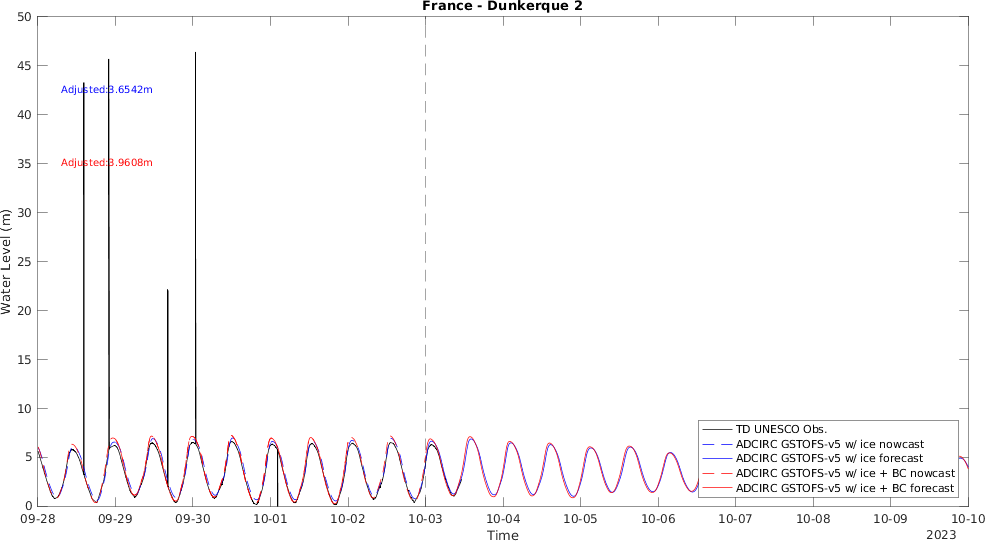 France - Dunkerque 2
50
45
40
35
30
25
20
15
10
5
0
Water Level (m)
Adjusted:3.6542m
Adjusted:3.9608m
TD UNESCO Obs.
ADCIRC GSTOFS-v5 w/ ice nowcast
ADCIRC GSTOFS-v5 w/ ice forecast
ADCIRC GSTOFS-v5 w/ ice + BC nowcast
ADCIRC GSTOFS-v5 w/ ice + BC forecast
09-28 09-29 09-30 10-01 10-02 10-03 10-04 10-05 10-06 10-07 10-08 10-09 10-10
Time
2023